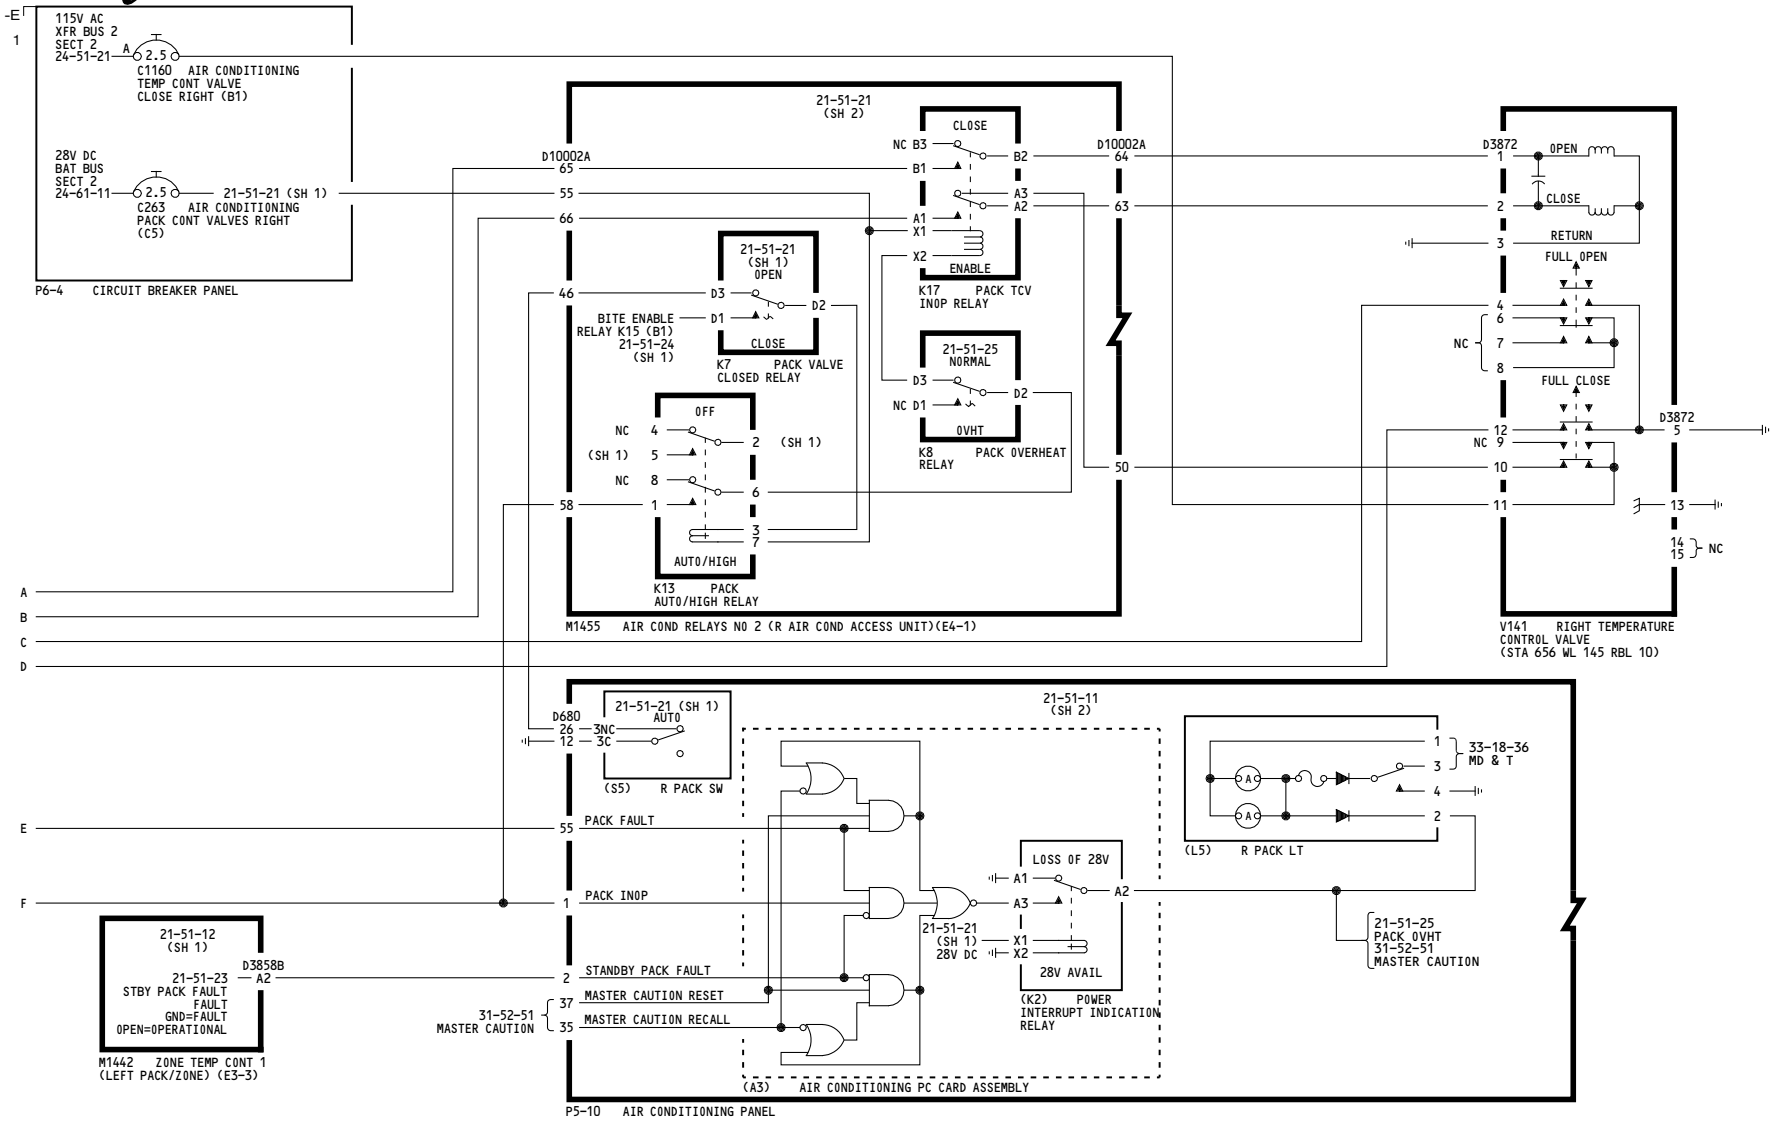 -E
1
115V AC
XFR BUS 2
SECT 2
24-51-21
A
2.5
C1160 AIR CONDITIONING
TEMP CONT VALVE
CLOSE RIGHT (B1)
28V DC
BAT BUS
SECT 2
24-61-11
2.5
21-51-21 (SH 1)
C263 AIR CONDITIONING
PACK CONT VALVES RIGHT
(C5)
P6-4 CIRCUIT BREAKER PANEL
21-51-21
(SH 2)
D10002A
65
55
66
46
58
CLOSE
NC B3
B2
B1
A3
A2
A1
X1
X2
ENABLE
K17 PACK TCV
INOP RELAY
D10002A
64
63
50
21-51-21
(SH 1)
OPEN
D3
D2
D1
CLOSE
BITE ENABLE
RELAY K15 (B1)
21-51-24
(SH 1)
K7 PACK VALVE
CLOSED RELAY
21-51-25
NORMAL
D3
D2
NC D1
OVHT
K8 PACK OVERHEAT
RELAY
OFF
NC 4
2 (SH 1)
(SH 1) 5
NC 8
6
1
3
7
AUTO/HIGH
K13 PACK
AUTO/HIGH RELAY
M1455 AIR COND RELAYS NO 2 (R AIR COND ACCESS UNIT)(E4-1)
D3872
1
OPEN
2
CLOSE
3
RETURN
FULL OPEN
4
6
NC
7
8
FULL CLOSE
D3872
5
12
NC 9
10
11
13
14
15
NC
V141 RIGHT TEMPERATURE
CONTROL VALVE
(STA 656 WL 145 RBL 10)
A
B
C
D
E
F
D680
26
12
21-51-21 (SH 1)
AUTO
3NC
3C
(S5) R PACK SW
21-51-11
(SH 2)
55 PACK FAULT
1 PACK INOP
2 STANDBY PACK FAULT
37 MASTER CAUTION RESET
35 MASTER CAUTION RECALL
31-52-51
MASTER CAUTION
21-51-12
(SH 1)
D3858B
A2
21-51-23
STBY PACK FAULT
FAULT
GND=FAULT
OPEN=OPERATIONAL
M1442 ZONE TEMP CONT 1
(LEFT PACK/ZONE) (E3-3)
LOSS OF 28V
A1
A2
A3
21-51-21
(SH 1)
28V DC
X1
X2
28V AVAIL
(K2) POWER
INTERRUPT INDICATION
RELAY
(A3) AIR CONDITIONING PC CARD ASSEMBLY
1
3
4
2
A
A
33-18-36
MD & T
(L5) R PACK LT
21-51-25
PACK OVHT
31-52-51
MASTER CAUTION
P5-10 AIR CONDITIONING PANEL